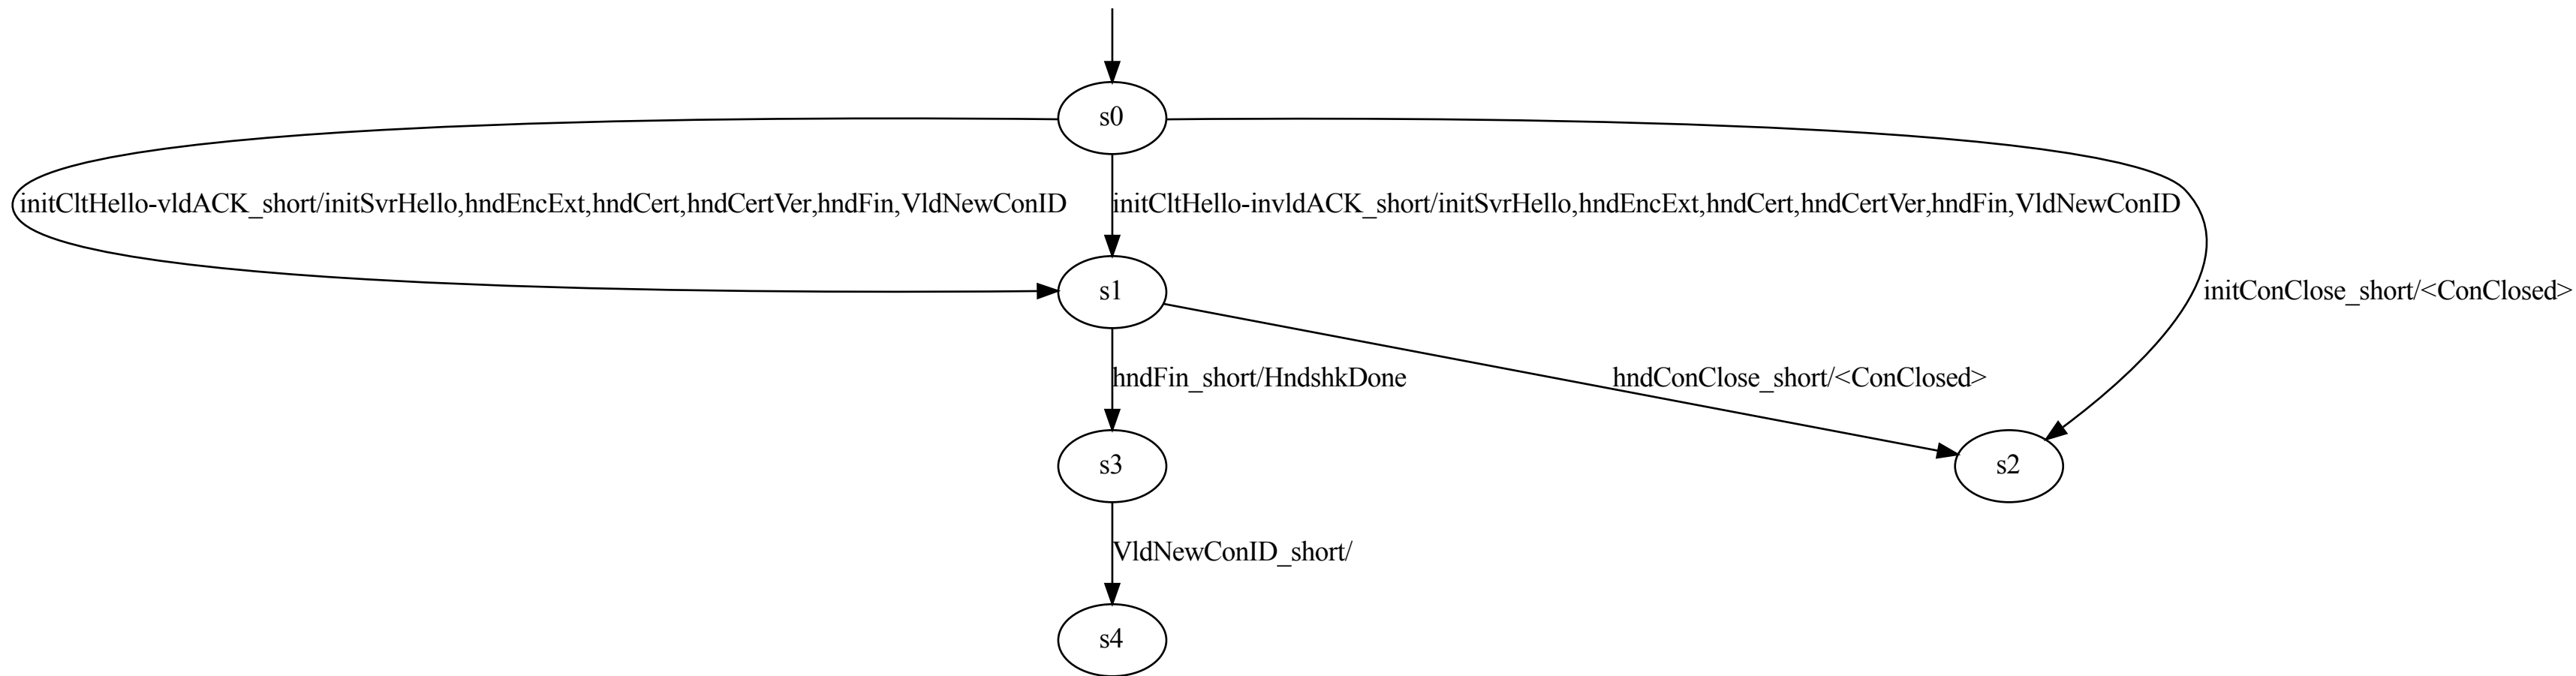 s0
initCltHello-vldACK_short/initSvrHello,hndEncExt,hndCert,hndCertVer,hndFin,VldNewConID
initCltHello-invldACK_short/initSvrHello,hndEncExt,hndCert,hndCertVer,hndFin,VldNewConID
s1
initConClose_short/<ConClosed>
hndFin_short/HndshkDone
hndConClose_short/<ConClosed>
s3
s2
VldNewConID_short/
s4